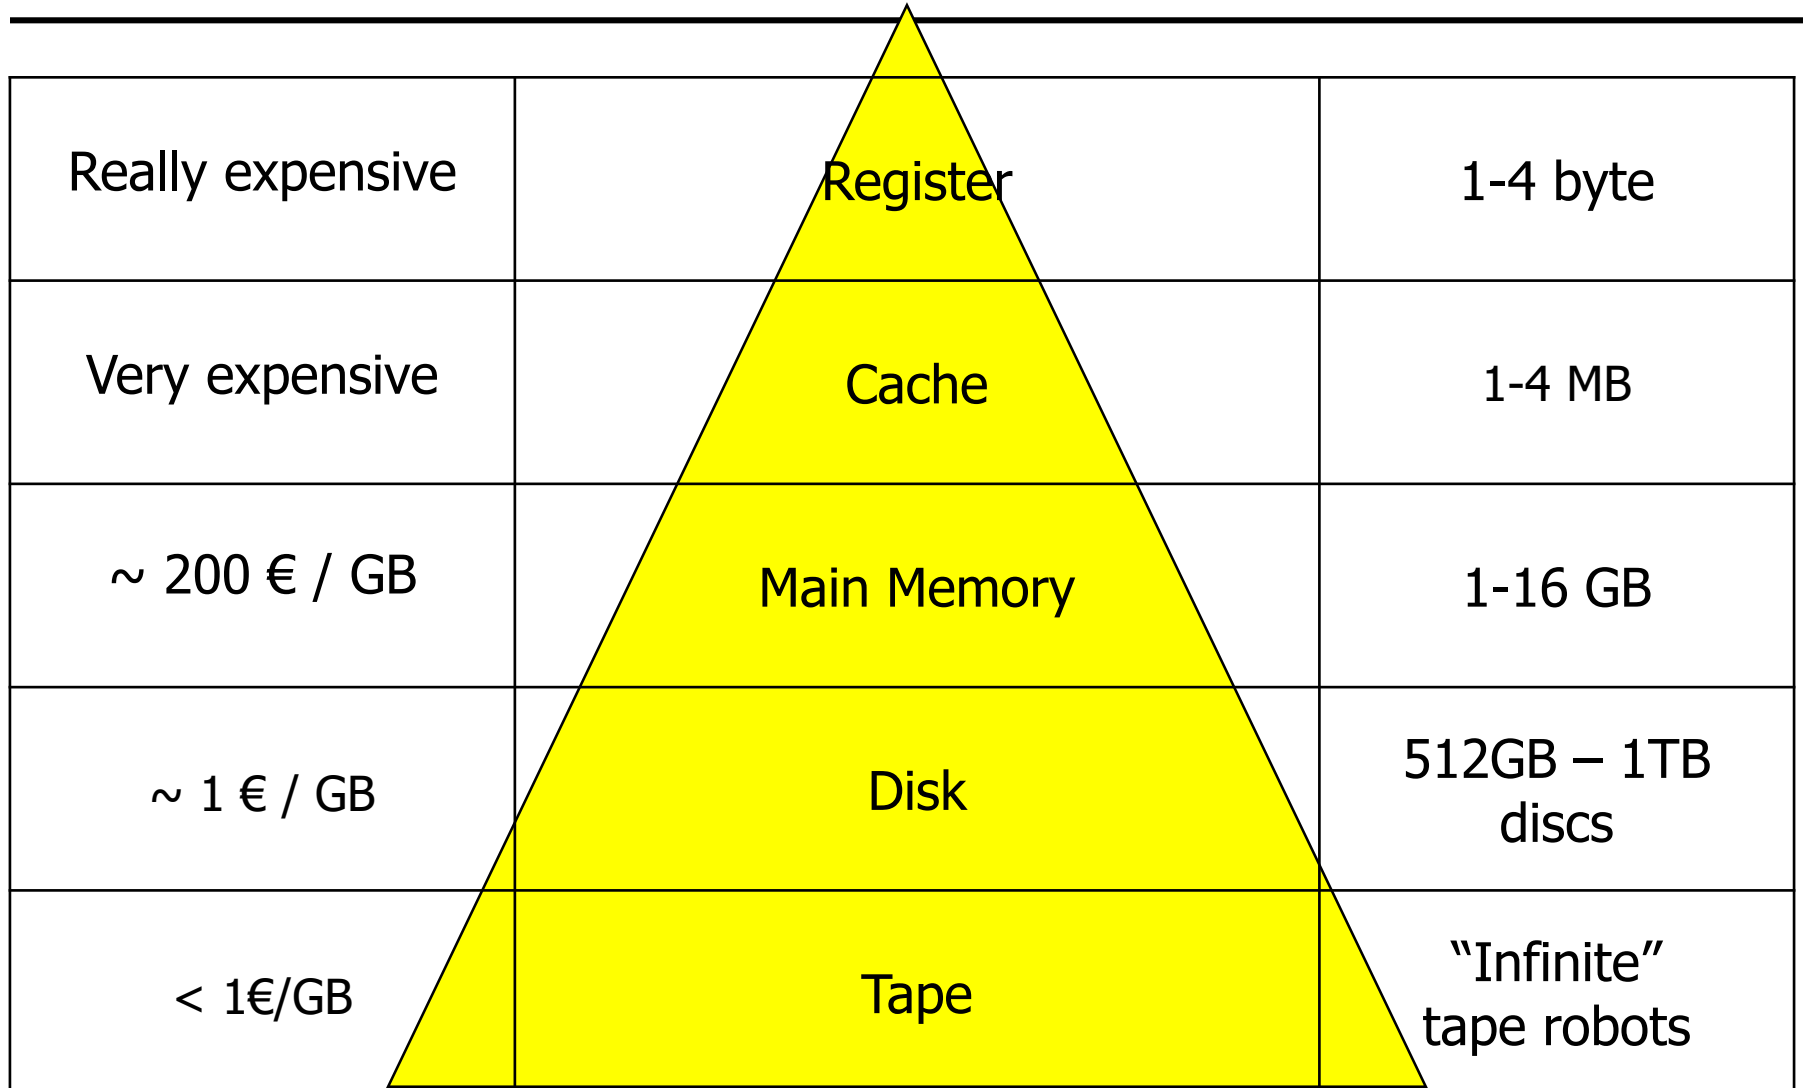 Really expensive
Register
1-4 byte
Very expensive
Cache
1-4 MB
~ 200 € / GB
Main Memory
1-16 GB
~ 1 € / GB
Disk
512GB – 1TB
discs
< 1€/GB
Tape
“Infinite”
tape robots